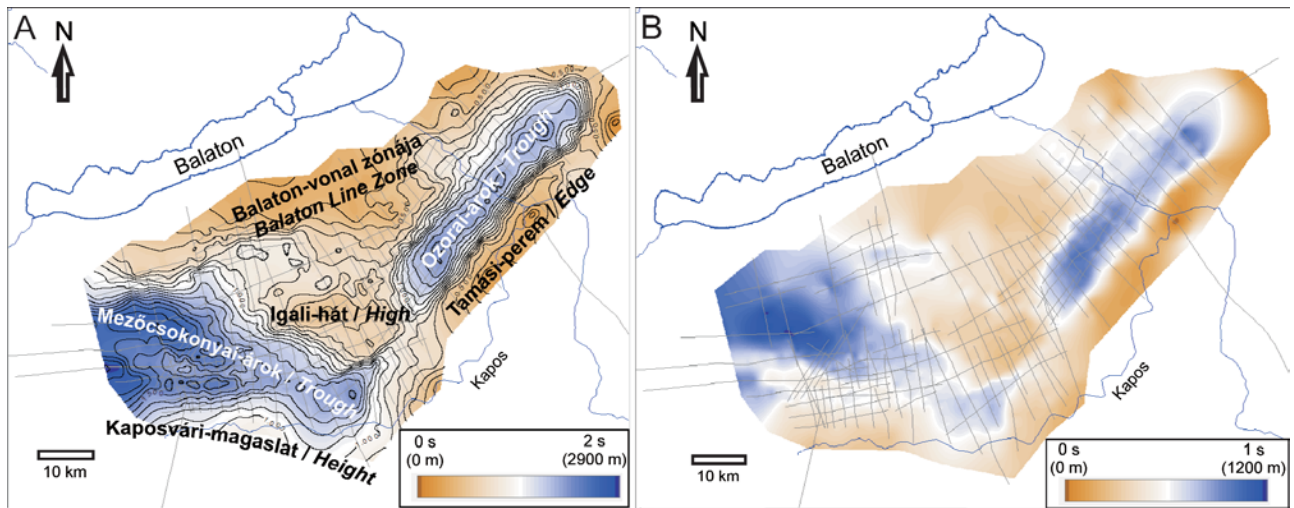 A
N
Balaton
Balaton-vonal zónája
Balaton Line Zone
Ozorai-árok / Trough
Tamási-perem / Edge
Igali-hát / High
Mezőcsokonyai-árok / Trough
Kapos
Kaposvári-magaslat / Height
10 km
0 s
2 s
(0 m)
(2900 m)
B
N
Balaton
Kapos
10 km
0 s
1 s
(0 m)
(1200 m)